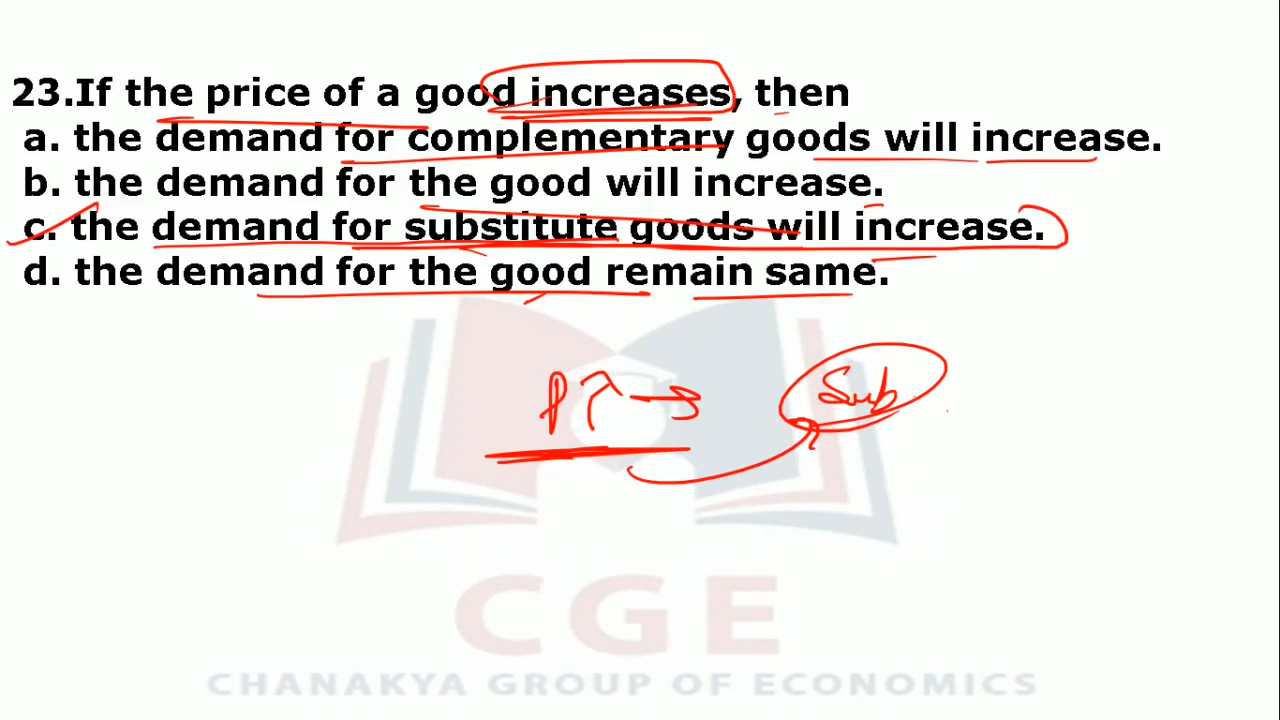 23.If the price of a good increases, then
a. the demand for complementary goods will increase.
b. the demand for the good will increase.
c. the demand for substitute goods will increase.
d. the demand for the good remain same.
P↑ →
Sub
CGE
CHANAKYA GROUP OF ECONOMICS